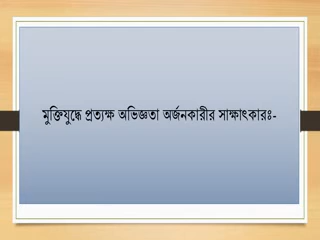 মুক্তিযুদ্ধে প্রত্যক্ষ অভিজ্ঞতা অর্জনকারীর সাক্ষাৎকারঃ-